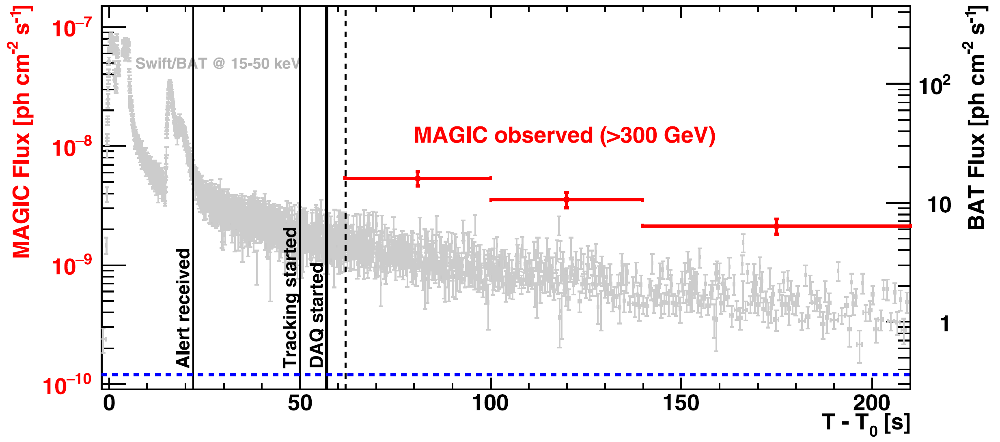 MAGIC Flux [ph cm⁻² s⁻¹]
10⁻⁷
10⁻⁸
10⁻⁹
10⁻¹⁰
Swift/BAT @ 15-50 keV
MAGIC observed (>300 GeV)
Alert received
Tracking started
DAQ started
10²
10
1
BAT Flux [ph cm⁻² s⁻¹]
0 50 100 150 200
T - T₀ [s]